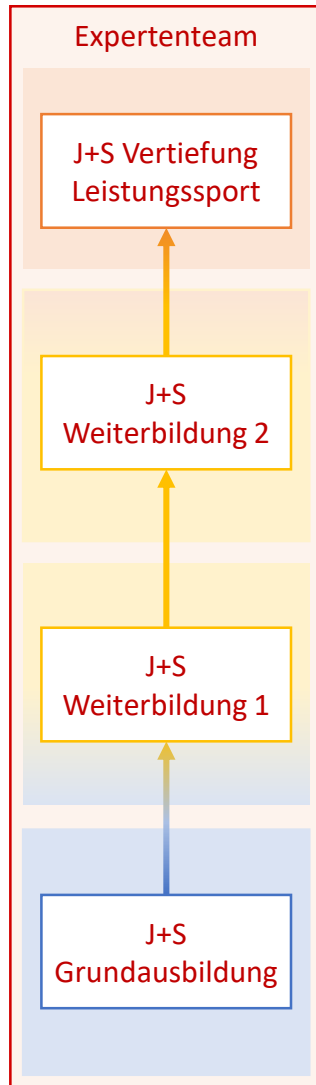 Expertenteam
J+S Vertiefung
Leistungssport
J+S
Weiterbildung 2
J+S
Weiterbildung 1
J+S
Grundausbildung